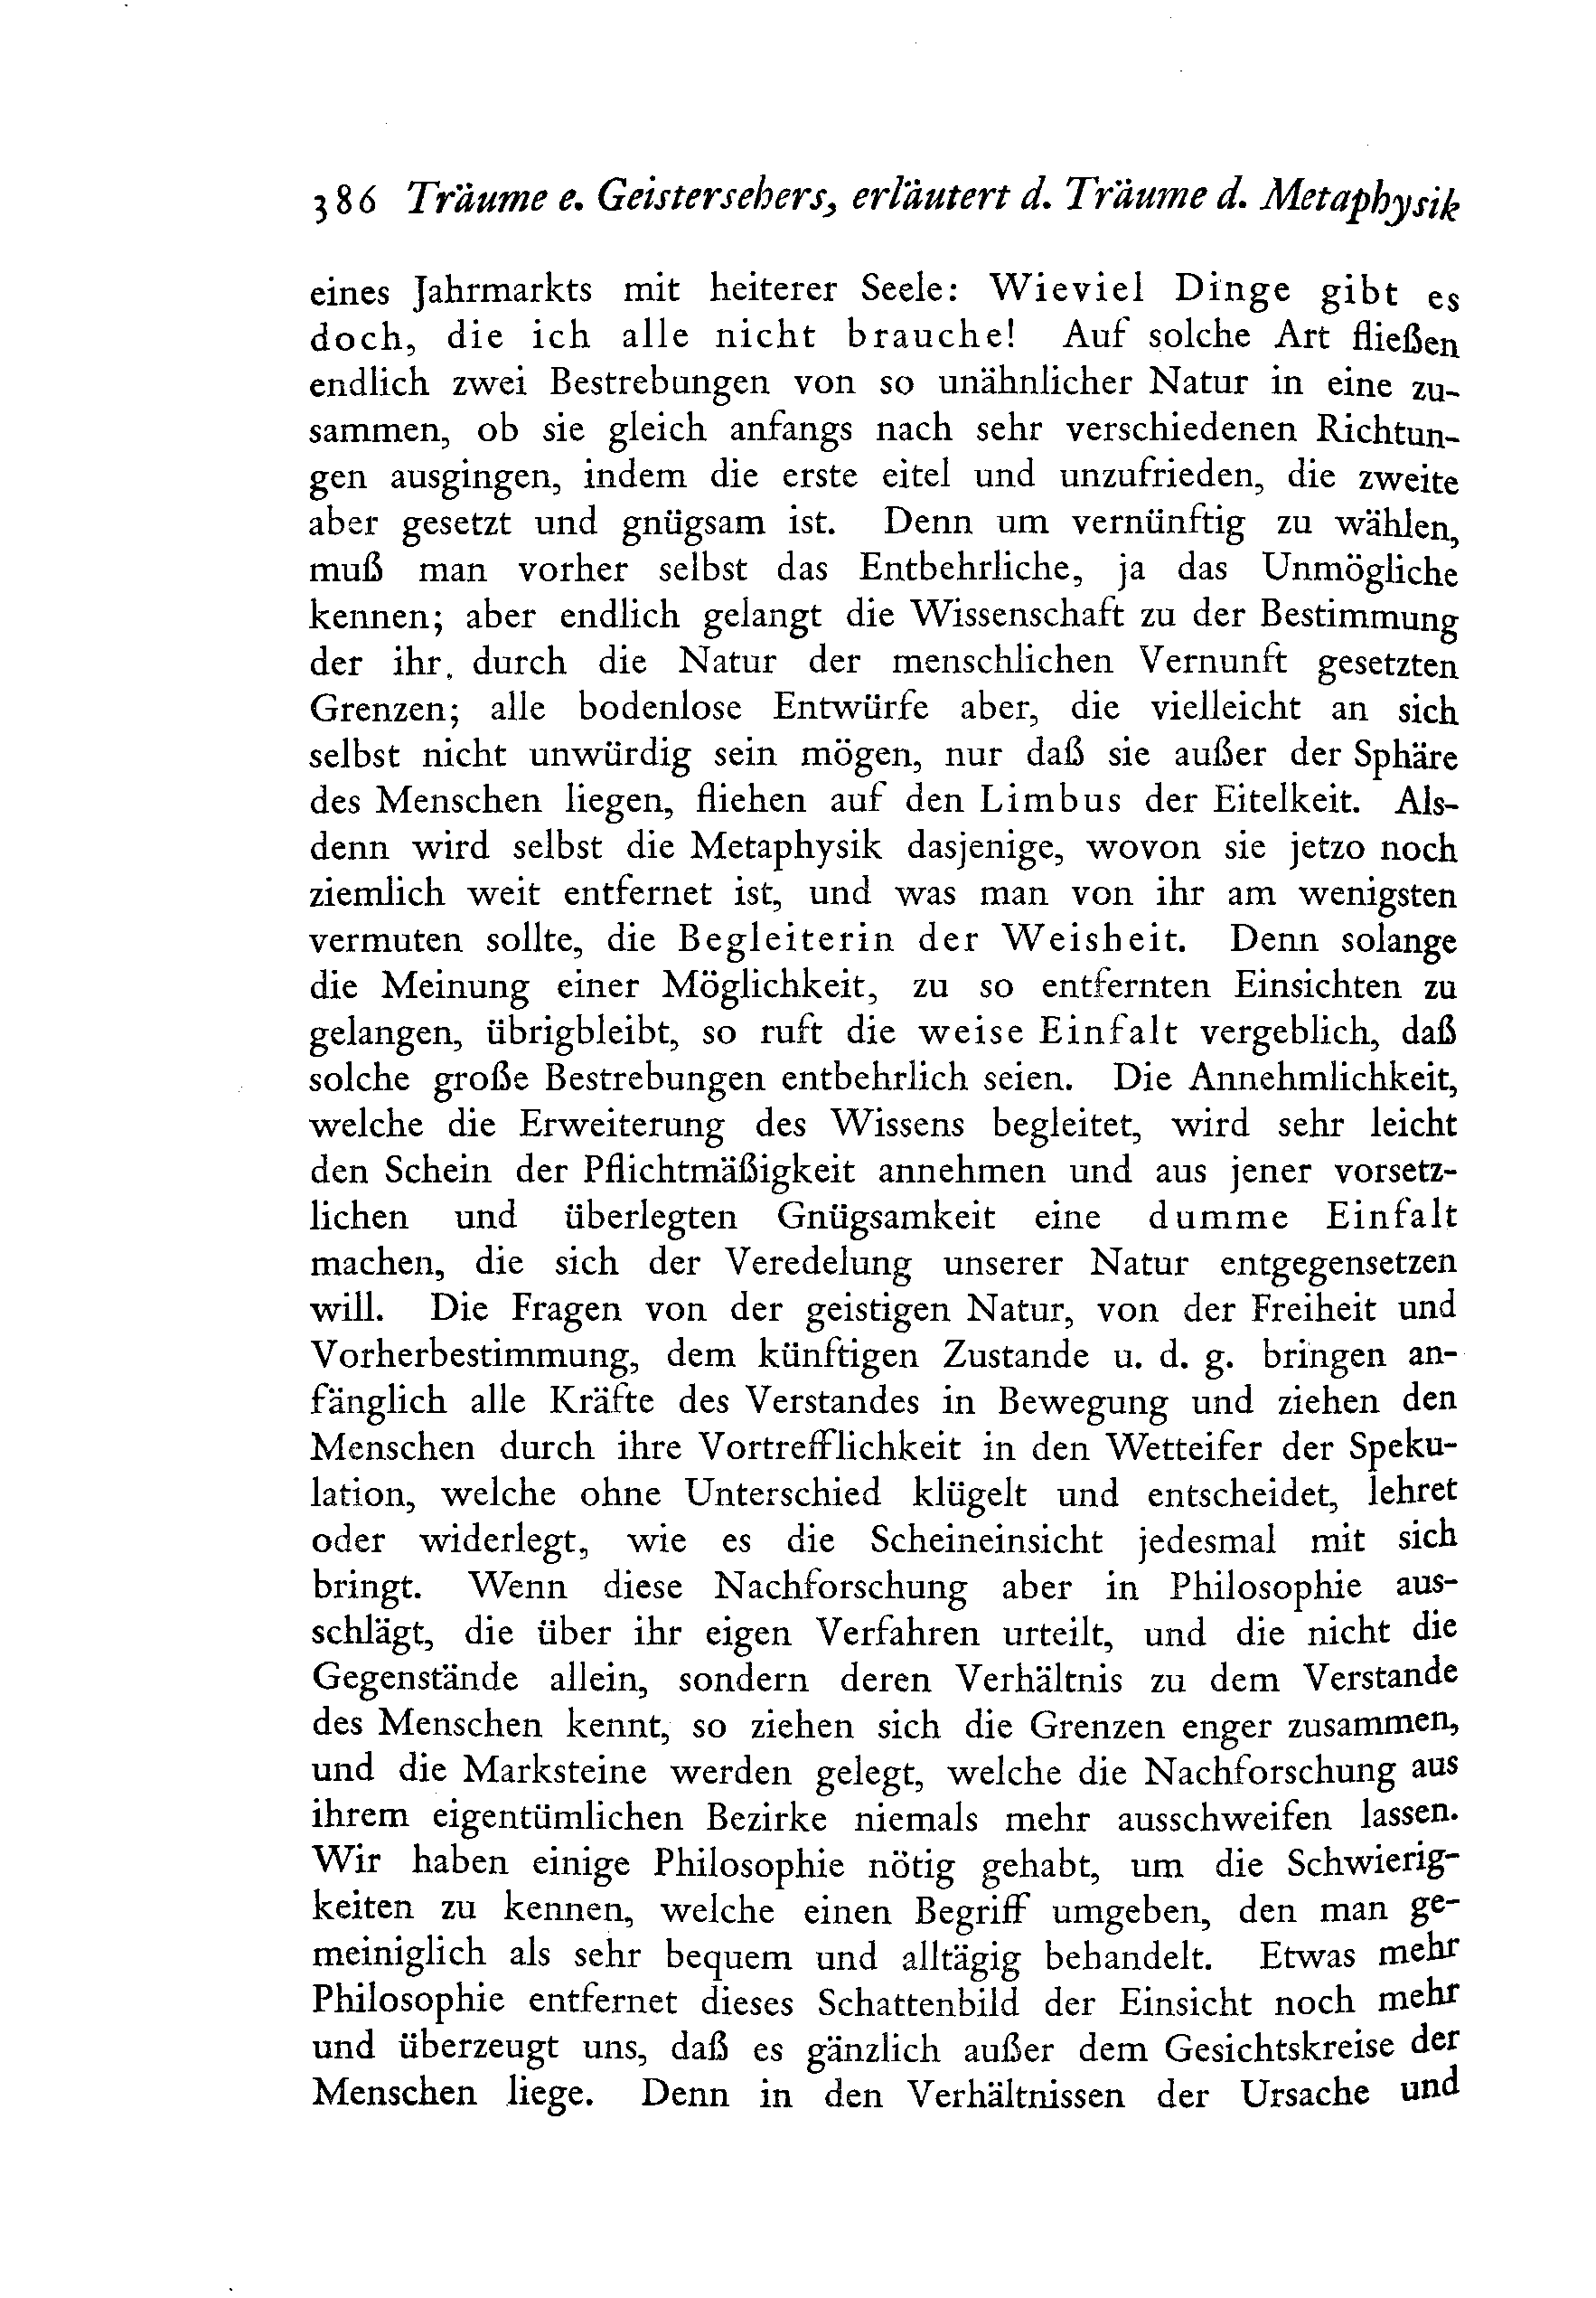 386 Träume e. Geistersehers, erläutert d. Träume d. Metaphysik
eines Jahrmarkts mit heiterer Seele: Wieviel Dinge gibt es
doch, die ich alle nicht brauche! Auf solche Art fließen
endlich zwei Bestrebungen von so unähnlicher Natur in eine zu-
sammen, ob sie gleich anfangs nach sehr verschiedenen Richtun-
gen ausgingen, indem die erste eitel und unzufrieden, die zweite
aber gesetzt und gnügsam ist. Denn um vernünftig zu wählen,
muß man vorher selbst das Entbehrliche, ja das Unmögliche
kennen; aber endlich gelangt die Wissenschaft zu der Bestimmung
der ihr durch die Natur der menschlichen Vernunft gesetzten
Grenzen; alle bodenlose Entwürfe aber, die vielleicht an sich
selbst nicht unwürdig sein mögen, nur daß sie außer der Sphäre
des Menschen liegen, fliehen auf den Limbus der Eitelkeit. Als-
denn wird selbst die Metaphysik dasjenige, wovon sie jetzo noch
ziemlich weit entfernet ist, und was man von ihr am wenigsten
vermuten sollte, die Begleiterin der Weisheit. Denn solange
die Meinung einer Möglichkeit, zu so entfernten Einsichten zu
gelangen, übrigbleibt, so ruft die weise Einfalt vergeblich, daß
solche große Bestrebungen entbehrlich seien. Die Annehmlichkeit,
welche die Erweiterung des Wissens begleitet, wird sehr leicht
den Schein der Pflichtmäßigkeit annehmen und aus jener vorsetz-
lichen und überlegten Gnügsamkeit eine dumme Einfalt
machen, die sich der Veredelung unserer Natur entgegensetzen
will. Die Fragen von der geistigen Natur, von der Freiheit und
Vorherbestimmung, dem künftigen Zustande u. d. g. bringen an-
fänglich alle Kräfte des Verstandes in Bewegung und ziehen den
Menschen durch ihre Vortrefflichkeit in den Wetteifer der Speku-
lation, welche ohne Unterschied klügelt und entscheidet, lehret
oder widerlegt, wie es die Scheineinsicht jedesmal mit sich
bringt. Wenn diese Nachforschung aber in Philosophie aus-
schlägt, die über ihr eigen Verfahren urteilt, und die nicht die
Gegenstände allein, sondern deren Verhältnis zu dem Verstande
des Menschen kennt, so ziehen sich die Grenzen enger zusammen,
und die Marksteine werden gelegt, welche die Nachforschung aus
ihrem eigentümlichen Bezirke niemals mehr ausschweifen lassen.
Wir haben einige Philosophie nötig gehabt, um die Schwierig-
keiten zu kennen, welche einen Begriff umgeben, den man ge-
meiniglich als sehr bequem und alltägig behandelt. Etwas mehr
Philosophie entfernet dieses Schattenbild der Einsicht noch mehr
und überzeugt uns, daß es gänzlich außer dem Gesichtskreise der
Menschen liege. Denn in den Verhältnissen der Ursache und